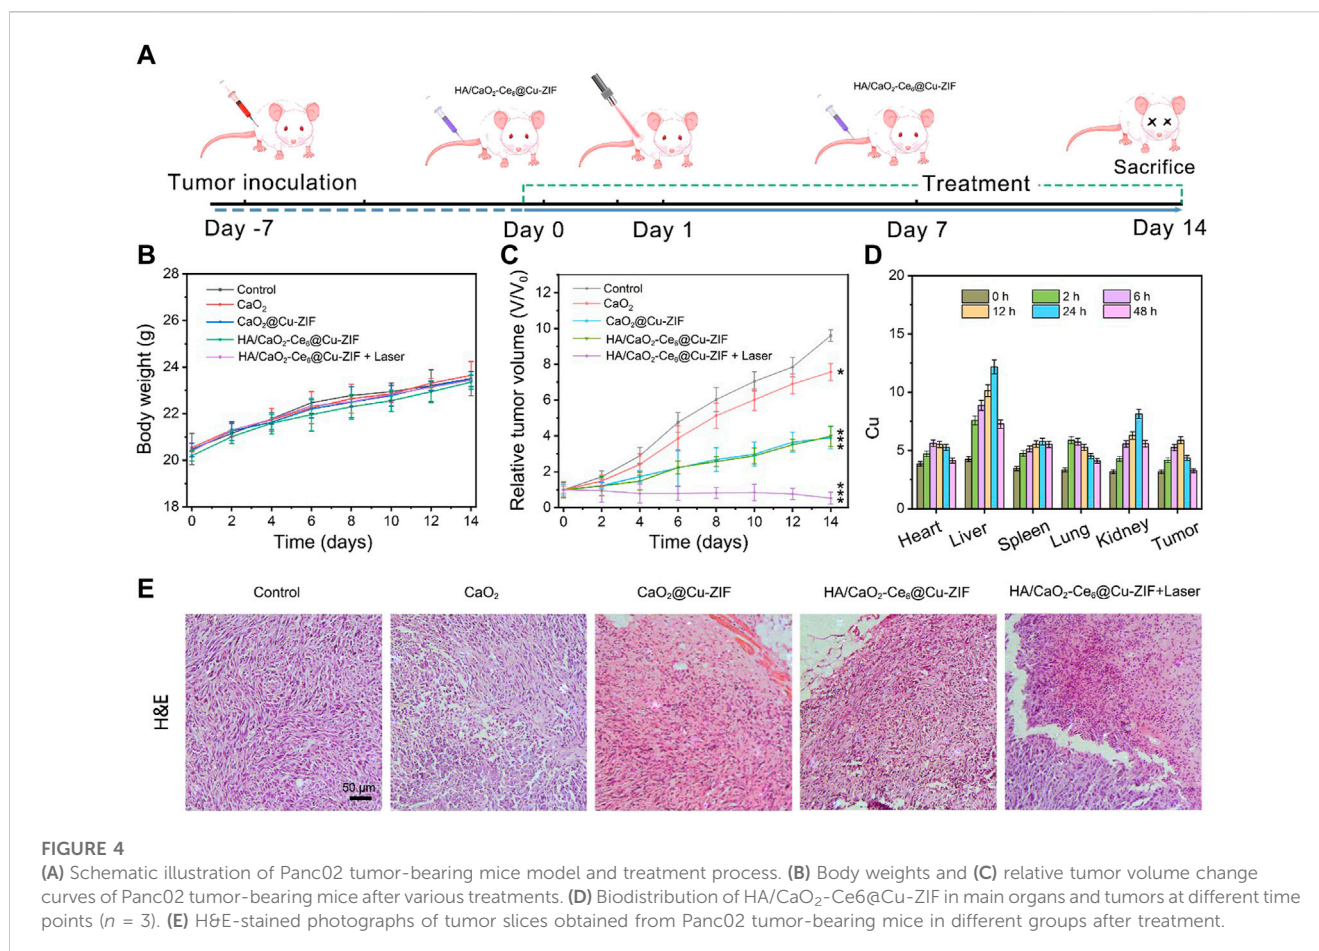 A
HA/CaO₂-Ce₆@Cu-ZIF
HA/CaO₂-Ce₆@Cu-ZIF
Sacrifice
Tumor inoculation
Treatment
Day -7
Day 0
Day 1
Day 7
Day 14
B
Body weight (g)
24
22
20
18
26
28
Control
CaO₂
CaO₂@Cu-ZIF
HA/CaO₂-Ce₆@Cu-ZIF
HA/CaO₂-Ce₆@Cu-ZIF + Laser
0 2 4 6 8 10 12 14
Time (days)
C
Relative tumor volume (V/V₀)
12
10
8
6
4
2
0
Control
CaO₂
CaO₂@Cu-ZIF
HA/CaO₂-Ce₆@Cu-ZIF
HA/CaO₂-Ce₆@Cu-ZIF + Laser
*
***
***
0 2 4 6 8 10 12 14
Time (days)
D
Cu
20
15
10
5
0
0 h 2 h 6 h
12 h 24 h 48 h
Heart Liver Spleen Lung Kidney Tumor
E
Control CaO₂ CaO₂@Cu-ZIF HA/CaO₂-Ce₆@Cu-ZIF HA/CaO₂-Ce₆@Cu-ZIF+Laser
H&E
50 μm
FIGURE 4
(A) Schematic illustration of Panc02 tumor-bearing mice model and treatment process. (B) Body weights and (C) relative tumor volume change
curves of Panc02 tumor-bearing mice after various treatments. (D) Biodistribution of HA/CaO₂-Ce6@Cu-ZIF in main organs and tumors at different time
points (n = 3). (E) H&E-stained photographs of tumor slices obtained from Panc02 tumor-bearing mice in different groups after treatment.